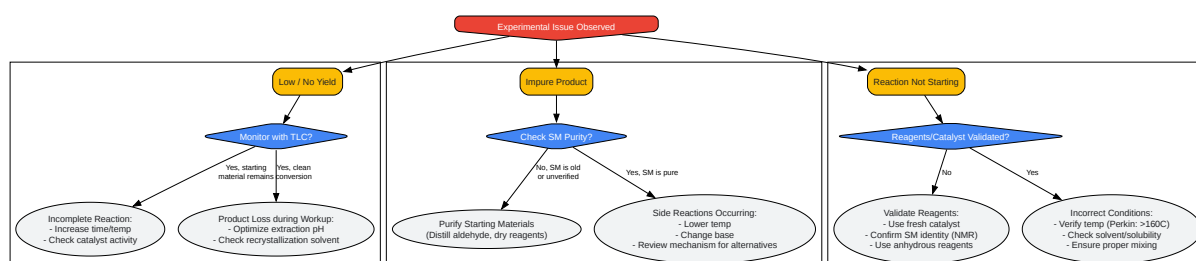 Experimental Issue Observed
Low / No Yield
Impure Product
Reaction Not Starting
Monitor with TLC?
Check SM Purity?
Reagents/Catalyst Validated?
Yes, starting
material remains
Yes, clean
conversion
No, SM is old
or unverified
Yes, SM is pure
No
Yes
Incomplete Reaction:
- Increase time/temp
- Check catalyst activity
Product Loss during Workup:
- Optimize extraction pH
- Check recrystallization solvent
Purify Starting Materials
(Distill aldehyde, dry reagents)
Side Reactions Occurring:
- Lower temp
- Change base
- Review mechanism for alternatives
Validate Reagents:
- Use fresh catalyst
- Confirm SM identity (NMR)
- Use anhydrous reagents
Incorrect Conditions:
- Verify temp (Perkin: >160C)
- Check solvent/solubility
- Ensure proper mixing